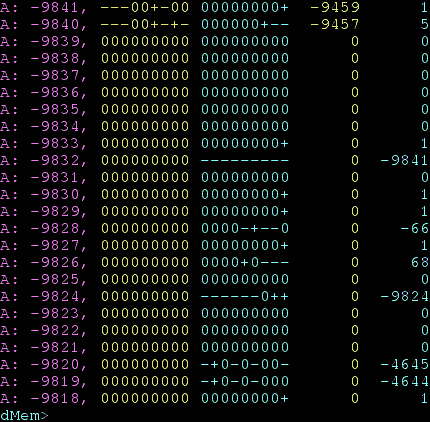 A: -9841, ---00+-00 00000000+ -9459 1
A: -9840, ---00+-+- 000000+-- -9457 5
A: -9839, 000000000 000000000 0 0
A: -9838, 000000000 000000000 0 0
A: -9837, 000000000 000000000 0 0
A: -9836, 000000000 000000000 0 0
A: -9835, 000000000 000000000 0 0
A: -9834, 000000000 000000000 0 0
A: -9833, 000000000 00000000+ 0 1
A: -9832, 000000000 --------- 0 -9841
A: -9831, 000000000 000000000 0 0
A: -9830, 000000000 00000000+ 0 1
A: -9829, 000000000 00000000+ 0 1
A: -9828, 000000000 0000-+--0 0 -66
A: -9827, 000000000 00000000+ 0 1
A: -9826, 000000000 0000+0--- 0 68
A: -9825, 000000000 000000000 0 0
A: -9824, 000000000 ------0++ 0 -9824
A: -9823, 000000000 000000000 0 0
A: -9822, 000000000 000000000 0 0
A: -9821, 000000000 000000000 0 0
A: -9820, 000000000 -+0-0-00- 0 -4645
A: -9819, 000000000 -+0-0-000 0 -4644
A: -9818, 000000000 00000000+ 0 1
dMem>